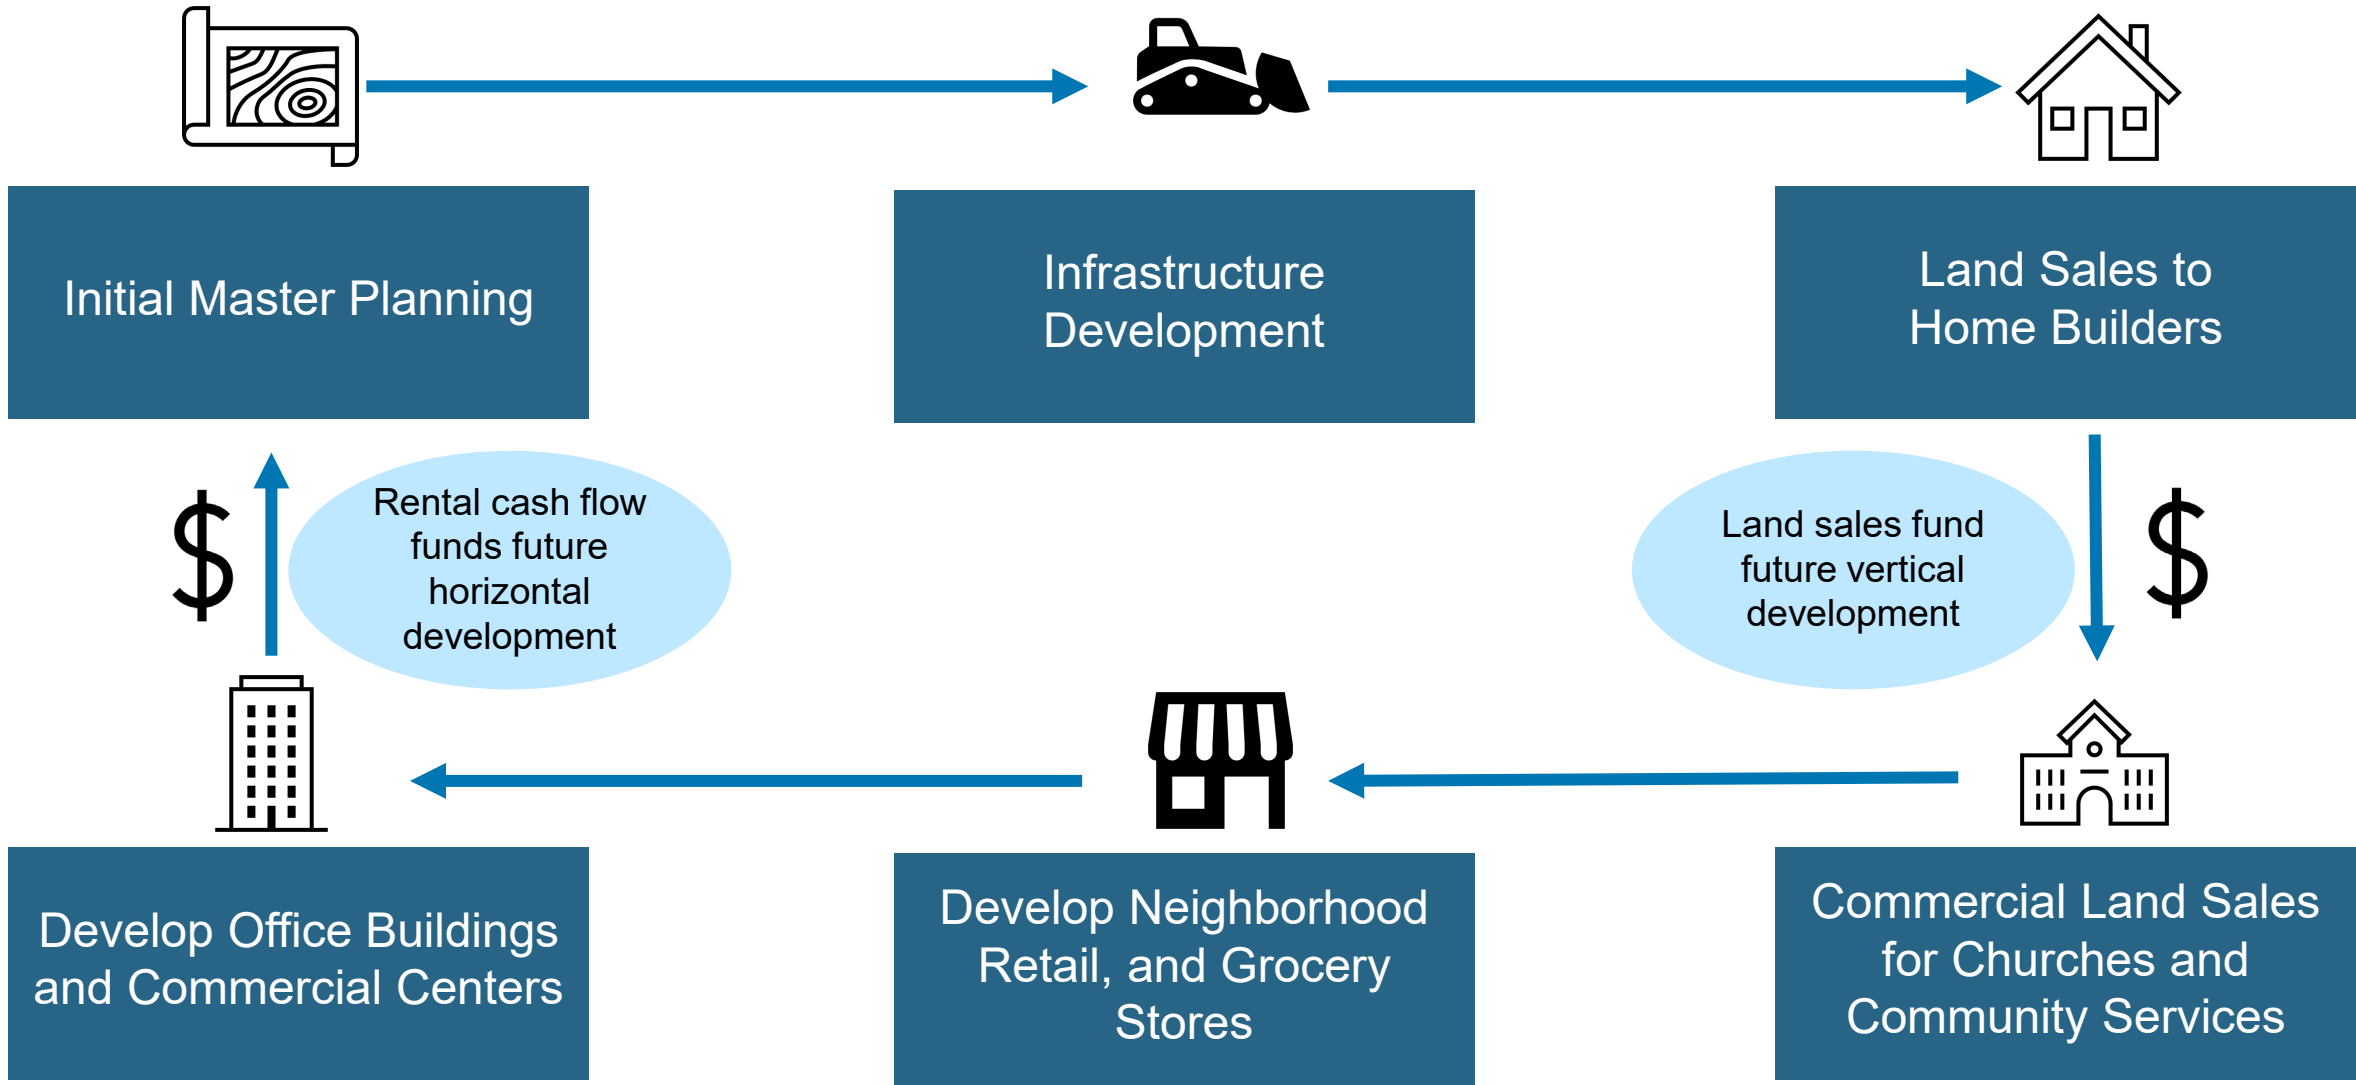 Initial Master Planning
Infrastructure
Development
Land Sales to
Home Builders
$
Rental cash flow
funds future
horizontal
development
Land sales fund
future vertical
development
$
Develop Office Buildings
and Commercial Centers
Develop Neighborhood
Retail, and Grocery
Stores
Commercial Land Sales
for Churches and
Community Services